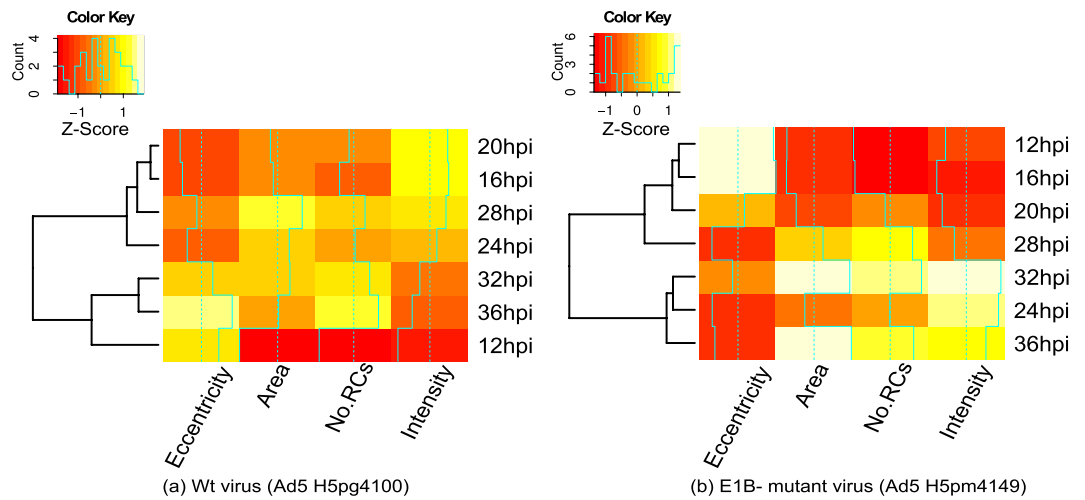 Color Key
Count
0 2 4
−1 1
Z-Score
20hpi
16hpi
28hpi
24hpi
32hpi
36hpi
12hpi
Eccentricity
Area
No.RCs
Intensity
(a) Wt virus (Ad5 H5pg4100)
Color Key
Count
0 3 6
−1 0 1
Z-Score
12hpi
16hpi
20hpi
28hpi
32hpi
24hpi
36hpi
Eccentricity
Area
No.RCs
Intensity
(b) E1B- mutant virus (Ad5 H5pm4149)